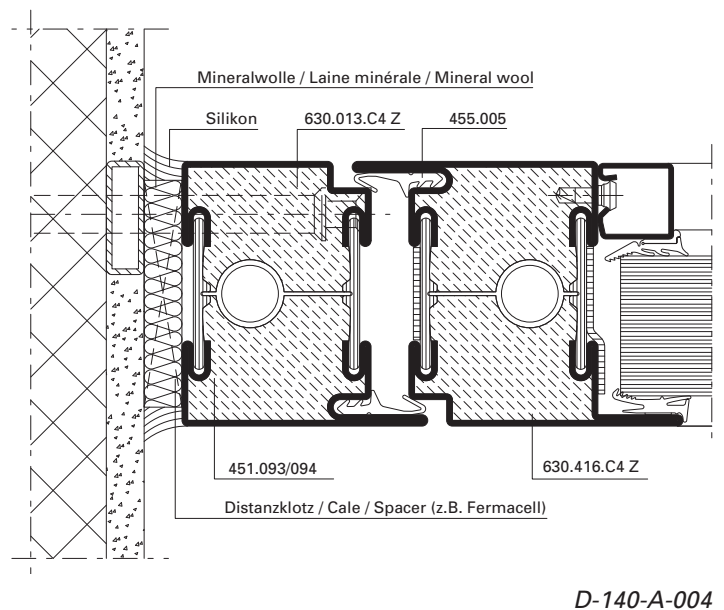 Mineralwolle / Laine minérale / Mineral wool
Silikon
630.013.C4 Z
455.005
451.093/094
630.416.C4 Z
Distanzklotz / Cale / Spacer (z.B. Fermacell)
D-140-A-004